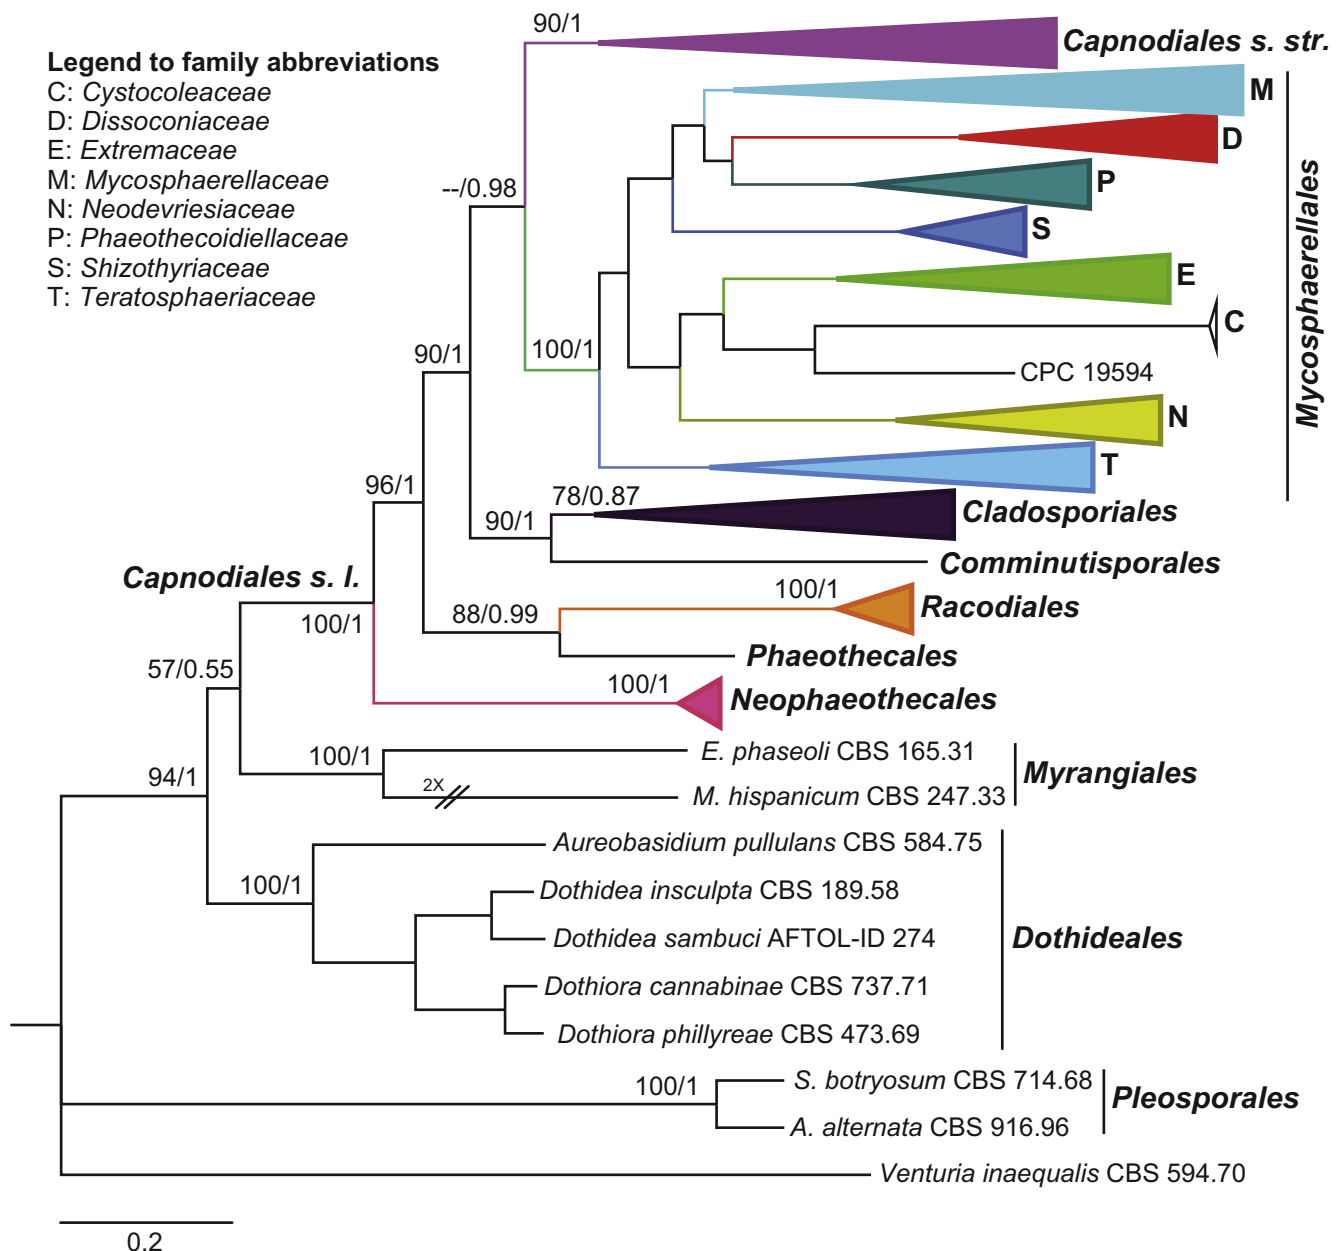 Legend to family abbreviations
C: Cystocoleaceae
D: Dissoconiaceae
E: Extremaceae
M: Mycosphaerellaceae
N: Neodevriesiaceae
P: Phaeothecoidiellaceae
S: Shizothyriaceae
T: Teratosphaeriaceae
90/1
Capnodiales s. str.
M
D
P
S
E
C
CPC 19594
N
T
Mycosphaerellales
--/0.98
100/1
90/1
96/1
78/0.87
Cladosporiales
90/1
Comminutisporales
Capnodiales s. l.
100/1
100/1
Racodiales
88/0.99
Phaeothecales
100/1
Neophaeothecales
57/0.55
100/1
E. phaseoli CBS 165.31
2X
M. hispanicum CBS 247.33
Myrangiales
94/1
Aureobasidium pullulans CBS 584.75
100/1
Dothidea insculpta CBS 189.58
Dothidea sambuci AFTOL-ID 274
Dothideales
Dothiora cannabinae CBS 737.71
Dothiora phillyreae CBS 473.69
100/1
S. botryosum CBS 714.68
A. alternata CBS 916.96
Pleosporales
Venturia inaequalis CBS 594.70
0.2